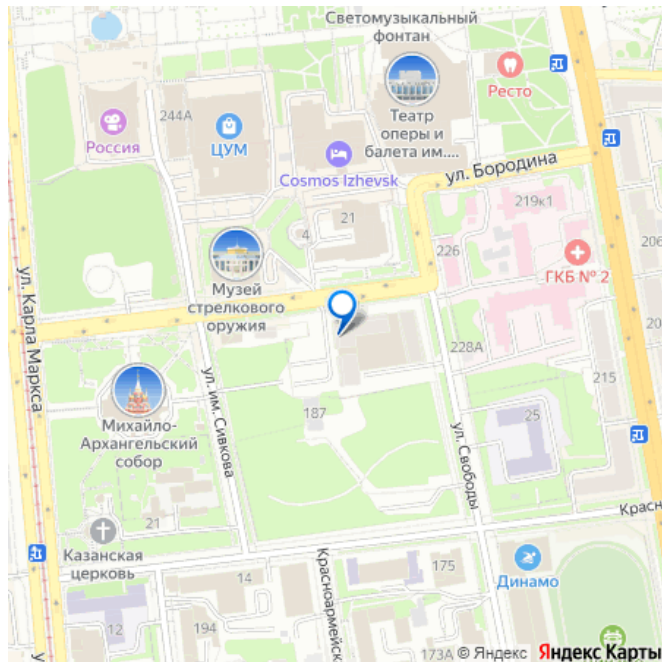 Светомузыкальный
фонтан
244А
Россия
ЦУМ
Ресто
Театр
оперы и
балета им....
Cosmos Izhevsk
ул. Бородина
21
4
219к1
226
206
ГКБ № 2
Музей
стрелкового
оружия
ул. Карла Маркса
ул. им. Сивкова
228А
215
Михайло-
Архангельский
собор
187
25
ул. Свободы
21
Казанская
церковь
Красн
14
175
Динамо
Красноармейск
12
194
173А
© Яндекс Яндекс Карты